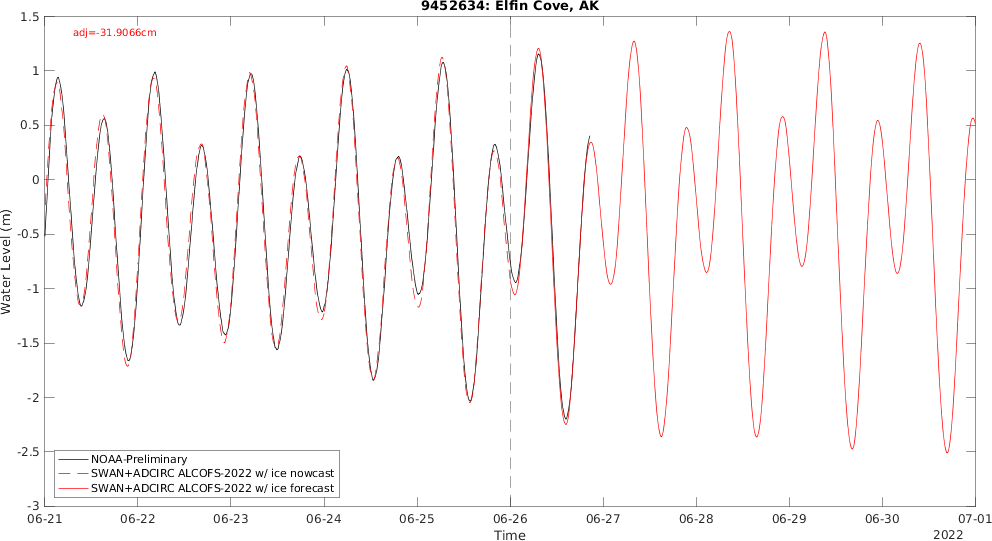 9452634: Elfin Cove, AK
adj=-31.9066cm
1.5
1
0.5
0
-0.5
-1
-1.5
-2
-2.5
-3
Water Level (m)
NOAA-Preliminary
SWAN+ADCIRC ALCOFS-2022 w/ ice nowcast
SWAN+ADCIRC ALCOFS-2022 w/ ice forecast
06-21 06-22 06-23 06-24 06-25 06-26 06-27 06-28 06-29 06-30 07-01
Time
2022